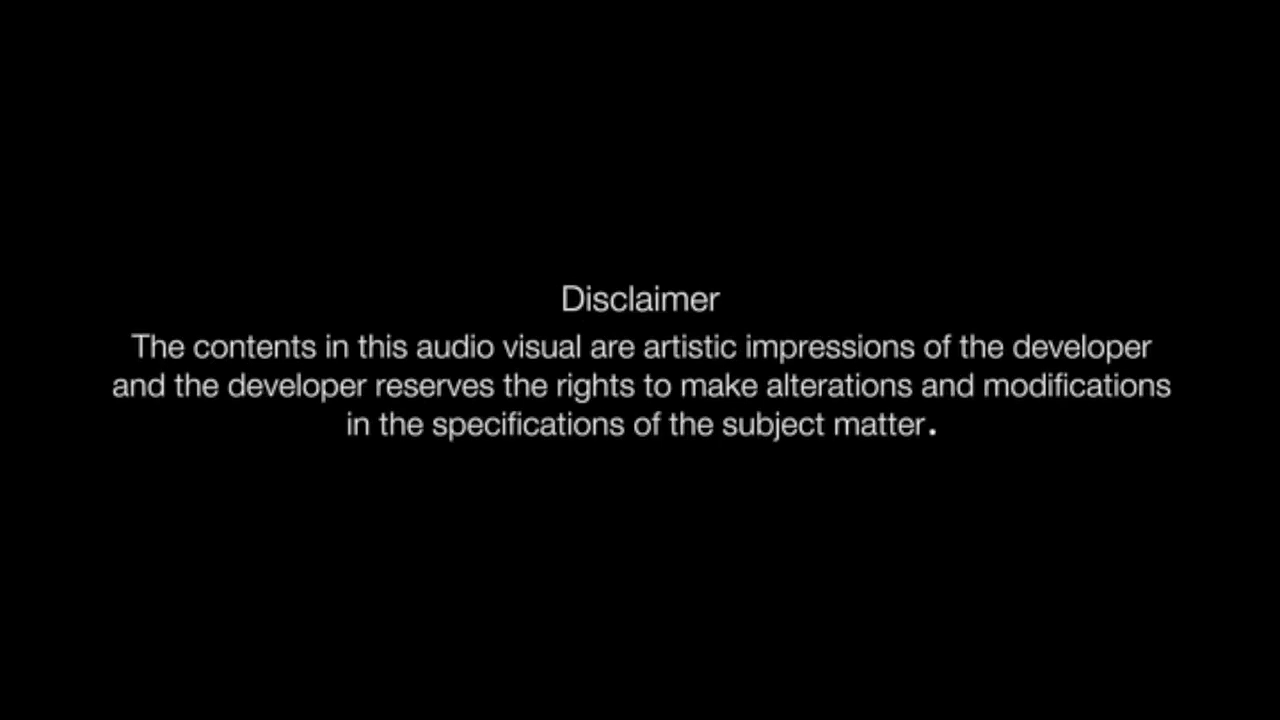 Disclaimer
The contents in this audio visual are artistic impressions of the developer
and the developer reserves the rights to make alterations and modifications
in the specifications of the subject matter.